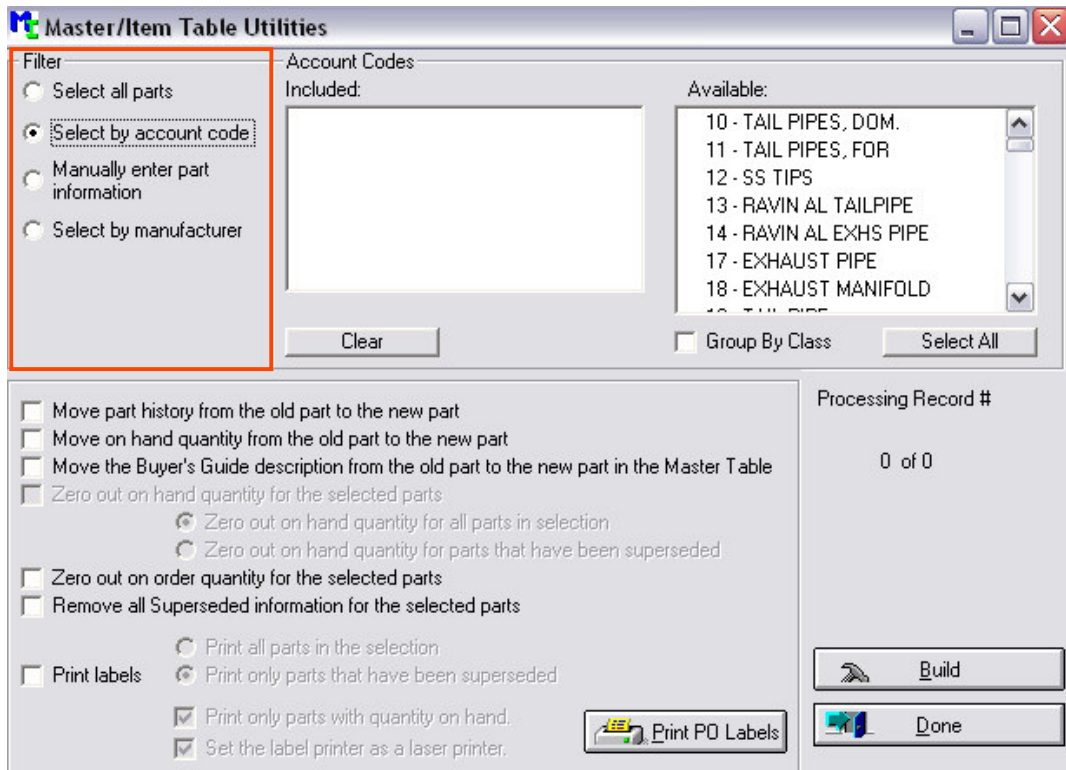 Master/Item Table Utilities
Filter
Select all parts
Select by account code
Manually enter part
information
Select by manufacturer
Account Codes
Included:
Clear
Available:
10 - TAIL PIPES, DOM.
11 - TAIL PIPES, FOR
12 - SS TIPS
13 - RAVIN AL TAILPIPE
14 - RAVIN AL EXHS PIPE
17 - EXHAUST PIPE
18 - EXHAUST MANIFOLD
Group By Class
Select All
Move part history from the old part to the new part
Move on hand quantity from the old part to the new part
Move the Buyer's Guide description from the old part to the new part in the Master Table
Zero out on hand quantity for the selected parts
Zero out on hand quantity for all parts in selection
Zero out on hand quantity for parts that have been superseded
Zero out on order quantity for the selected parts
Remove all Superseded information for the selected parts
Print labels
Print all parts in the selection
Print only parts that have been superseded
Print only parts with quantity on hand.
Set the label printer as a laser printer.
Print PO Labels
Processing Record #
0 of 0
Build
Done